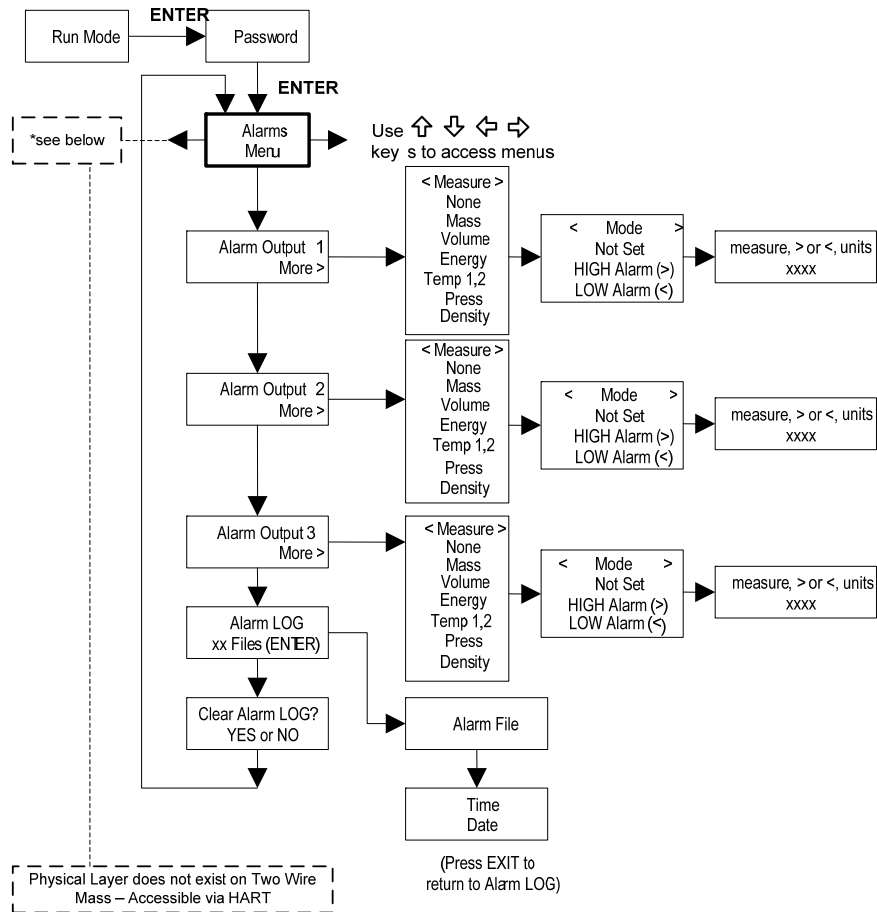 ENTER
Run Mode
Password
ENTER
*see below
Alarms
Menu
Use
key s to access menus
Alarm Output 1
More >
< Measure >
None
Mass
Volume
Energy
Temp 1,2
Press
Density
< Mode >
Not Set
HIGH Alarm (>)
LOW Alarm (<)
measure, > or <, units
xxxx
Alarm Output 2
More >
< Measure >
None
Mass
Volume
Energy
Temp 1,2
Press
Density
< Mode >
Not Set
HIGH Alarm (>)
LOW Alarm (<)
measure, > or <, units
xxxx
Alarm Output 3
More >
< Measure >
None
Mass
Volume
Energy
Temp 1,2
Press
Density
< Mode >
Not Set
HIGH Alarm (>)
LOW Alarm (<)
measure, > or <, units
xxxx
Alarm LOG
xx Files (ENTER)
Clear Alarm LOG?
YES or NO
Alarm File
Time
Date
(Press EXIT to
return to Alarm LOG)
Physical Layer does not exist on Two Wire
Mass – Accessible via HART